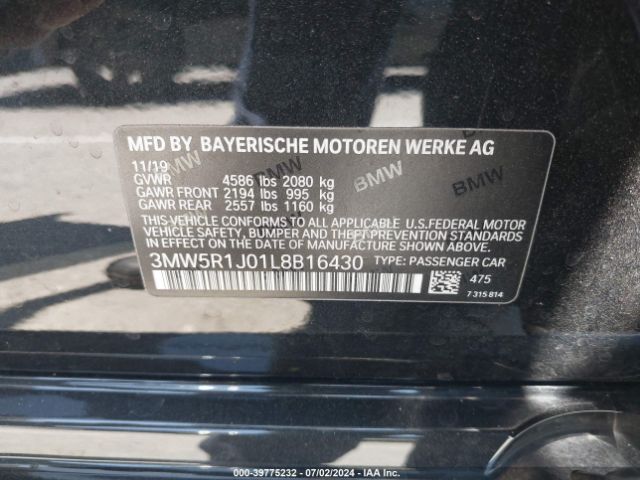 MFD BY BAYERISCHE MOTOREN WERKE AG
11/19
GVWR 4586 lbs 2080 kg
GAWR FRONT 2194 lbs 995 kg
GAWR REAR 2557 lbs 1160 kg
THIS VEHICLE CONFORMS TO ALL APPLICABLE U.S.FEDERAL MOTOR
VEHICLE SAFETY, BUMPER AND THEFT PREVENTION STANDARDS
IN EFFECT ON THE DATE OF MANUFACTURE SHOWN ABOVE.
3MW5R1J01L8B16430 TYPE: PASSENGER CAR
475
7 315 814
BMW
BMW
BMW
BMW
000-39775232 - 07/02/2024 - IAA Inc.